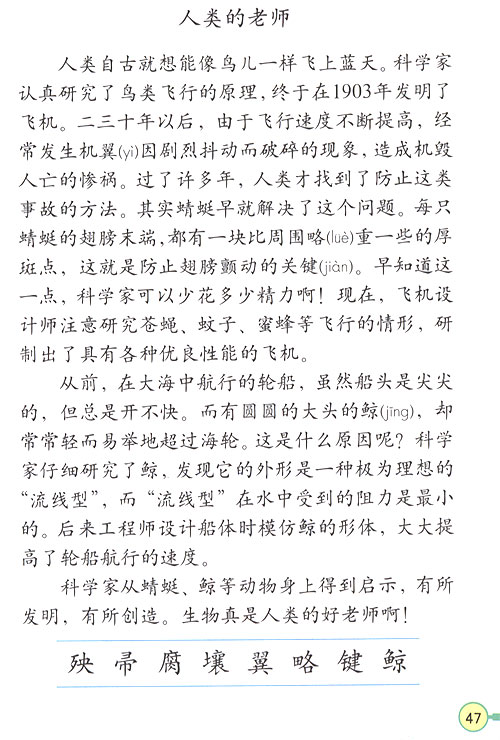 人类的老师
人类自古就想能像鸟儿一样飞上蓝天。科学家
认真研究了鸟类飞行的原理，终于在1903年发明了
飞机。二三十年以后，由于飞行速度不断提高，经
常发生机翼(yì)因剧烈抖动而破碎的现象，造成机毁
人亡的惨祸。过了许多年，人类才找到了防止这类
事故的方法。其实蜻蜓早就解决了这个问题。每只
蜻蜓的翅膀末端，都有一块比周围略(lüè)重一些的厚
斑点，这就是防止翅膀颤动的关键(jiàn)。早知道这
一点，科学家可以少花多少精力啊！现在，飞机设
计师注意研究苍蝇、蚊子、蜜蜂等飞行的情形，研
制出了具有各种优良性能的飞机。
从前，在大海中航行的轮船，虽然船头是尖尖
的，但总是开不快。而有圆圆的大头的鲸(jīng)，却
常常轻而易举地超过海轮。这是什么原因呢？科学
家仔细研究了鲸，发现它的外形是一种极为理想的
“流线型”，而“流线型”在水中受到的阻力是最小
的。后来工程师设计船体时模仿鲸的形体，大大提
高了轮船航行的速度。
科学家从蜻蜓、鲸等动物身上得到启示，有所
发明，有所创造。生物真是人类的好老师啊！
殃 帚 腐 壤 翼 略 键 鲸
47